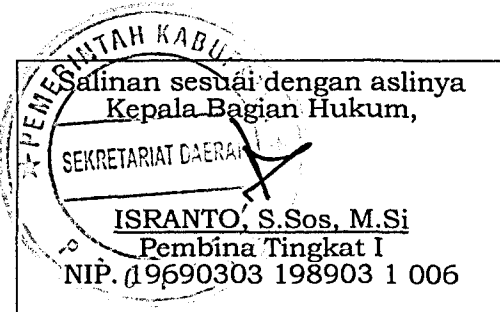 PEMERINTAH KABU
Salinan sesuai dengan aslinya
Kepala Bagian Hukum,
SEKRETARIAT DAERAH
ISRANTO, S.Sos, M.Si
Pembina Tingkat I
NIP. 19690303 198903 1 006